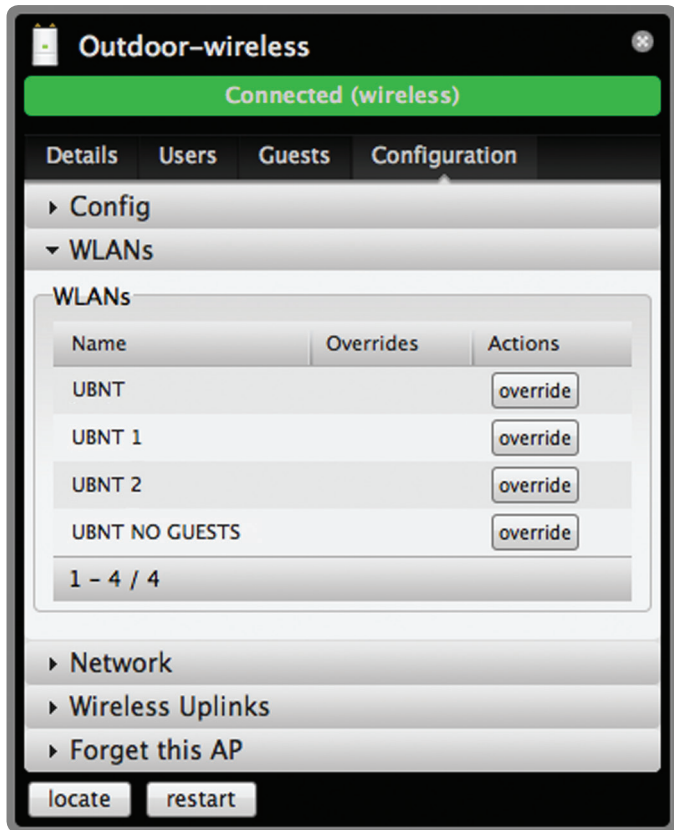 Outdoor-wireless
Connected (wireless)
Details Users Guests Configuration
Config
WLANs
WLANs
Name Overrides Actions
UBNT override
UBNT 1 override
UBNT 2 override
UBNT NO GUESTS override
1 - 4 / 4
Network
Wireless Uplinks
Forget this AP
locate restart